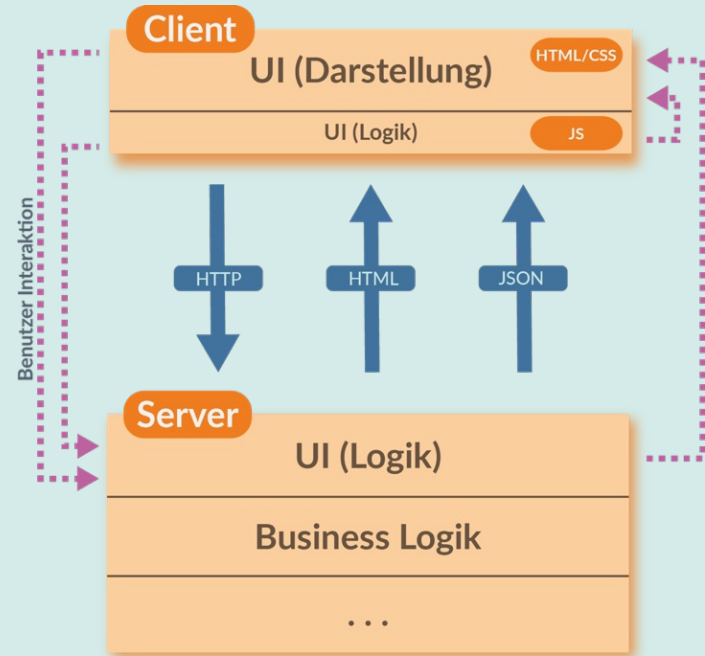 Client
UI (Darstellung)
HTML/CSS
UI (Logik)
JS
Benutzer Interaktion
HTTP
HTML
JSON
Server
UI (Logik)
Business Logik
...